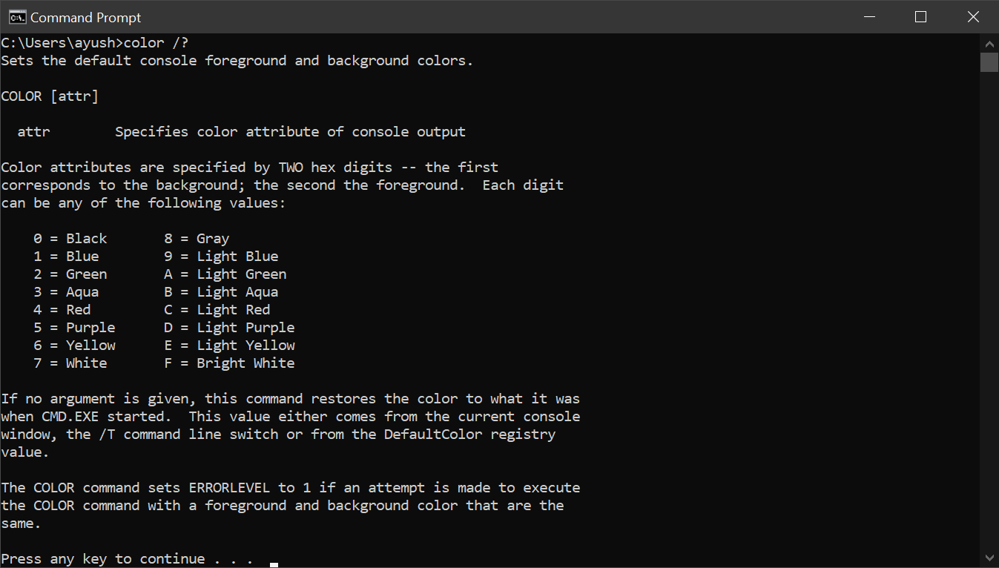 Command Prompt
C:\Users\ayush>color /?
Sets the default console foreground and background colors.
COLOR [attr]
  attr        Specifies color attribute of console output
Color attributes are specified by TWO hex digits -- the first
corresponds to the background; the second the foreground.  Each digit
can be any of the following values:
    0 = Black       8 = Gray
    1 = Blue        9 = Light Blue
    2 = Green       A = Light Green
    3 = Aqua        B = Light Aqua
    4 = Red         C = Light Red
    5 = Purple      D = Light Purple
    6 = Yellow      E = Light Yellow
    7 = White       F = Bright White
If no argument is given, this command restores the color to what it was
when CMD.EXE started.  This value either comes from the current console
window, the /T command line switch or from the DefaultColor registry
value.
The COLOR command sets ERRORLEVEL to 1 if an attempt is made to execute
the COLOR command with a foreground and background color that are the
same.
Press any key to continue . . .